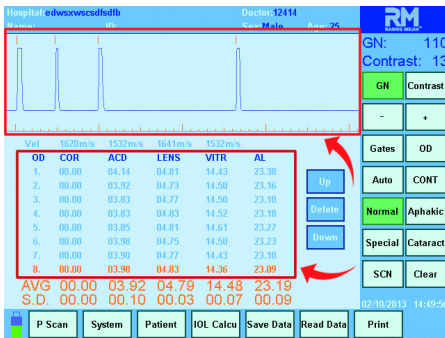 Hospital: edwsxwscsdfsdfb Doctor: 12414
Name: ID: Sex: Male Age: 25
RM
RAMOS MEJIA
GN: 110
Contrast: 13
GN Contrast
- +
Gates OD
Auto CONT
Normal Aphakic
Special Cataract
SCN Clear
Vel 1620m/s 1532m/s 1641m/s 1532m/s
OD COR ACD LENS VITR AL
1. 00.00 04.14 04.81 14.43 23.38
2. 00.00 03.92 04.73 14.50 23.16
3. 00.00 03.83 04.77 14.50 23.10
4. 00.00 03.83 04.83 14.52 23.18
5. 00.00 03.85 04.81 14.61 23.27
6. 00.00 03.98 04.75 14.50 23.23
7. 00.00 03.90 04.77 14.43 23.10
8. 00.00 03.90 04.83 14.36 23.09
AVG 00.00 03.92 04.79 14.48 23.19
S.D. 00.00 00.10 00.03 00.07 00.09
Up
Delete
Down
02/10/2013 14:49:56
P Scan System Patient IOL Calcu Save Data Read Data Print